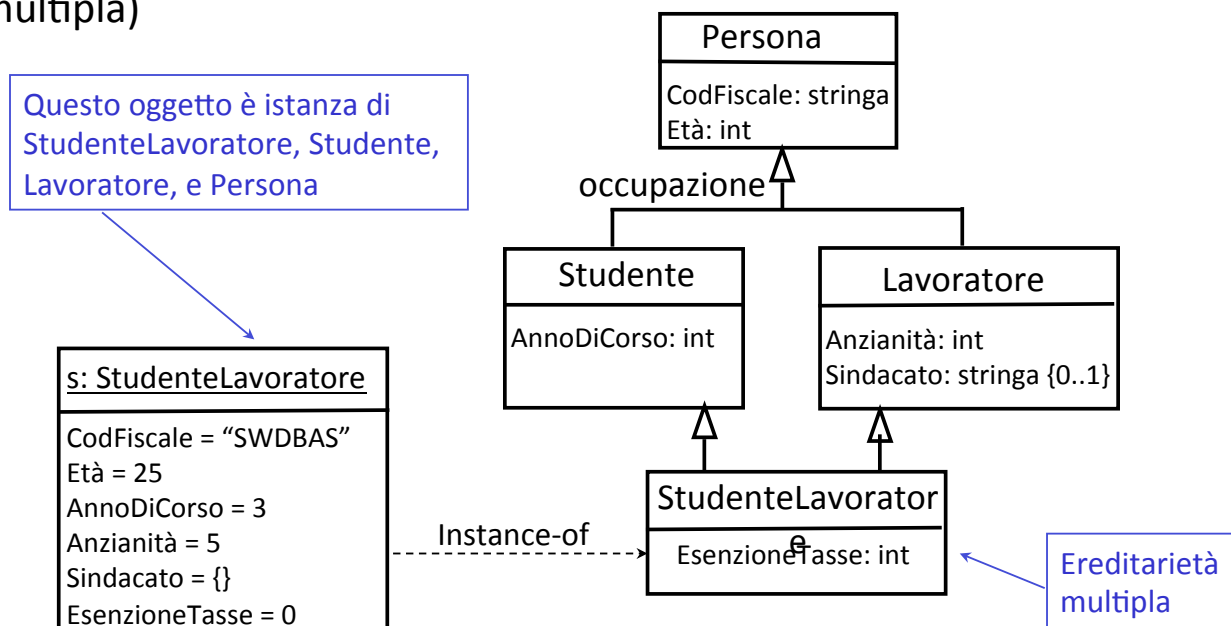 multipla)
Persona
CodFiscale: stringa
Età: int
Questo oggetto è istanza di
StudenteLavoratore, Studente,
Lavoratore, e Persona
occupazione
Studente
AnnoDiCorso: int
Lavoratore
Anzianità: int
Sindacato: stringa {0..1}
s: StudenteLavoratore
CodFiscale = “SWDBAS”
Età = 25
AnnoDiCorso = 3
Anzianità = 5
Sindacato = {}
EsenzioneTasse = 0
Instance-of
StudenteLavorator
e
EsenzioneTasse: int
Ereditarietà
multipla